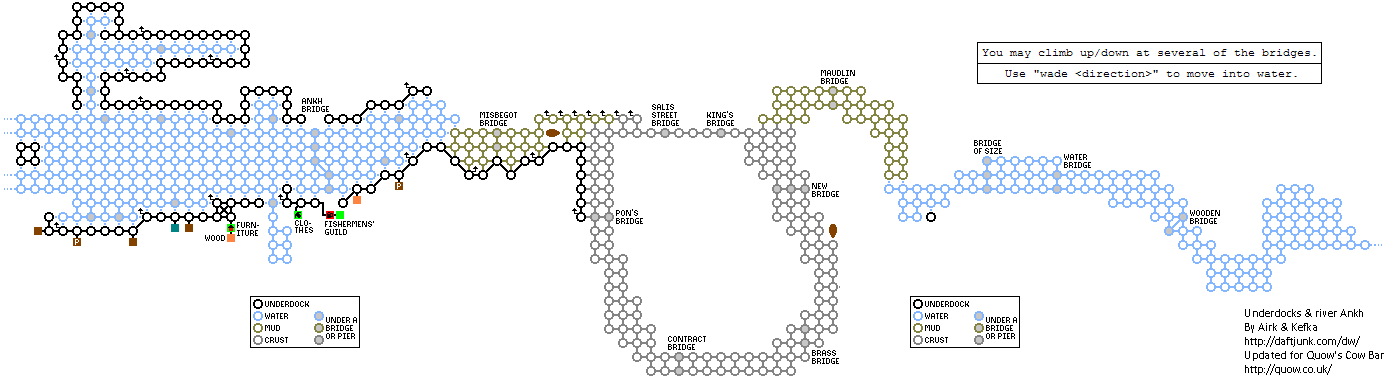 You may climb up/down at several of the bridges.
Use "wade <direction>" to move into water.
MAUDLIN
BRIDGE
ANKH
BRIDGE
MISBEGOT
BRIDGE
SALIS
STREET
BRIDGE
KING'S
BRIDGE
BRIDGE
OF SIZE
WATER
BRIDGE
NEW
BRIDGE
P
PON'S
BRIDGE
WOODEN
BRIDGE
FURN-
ITURE
WOOD
CLO-
THES
FISHERMENS'
GUILD
P
UNDERDOCK
WATER
MUD
CRUST
UNDER A
BRIDGE
OR PIER
CONTRACT
BRIDGE
BRASS
BRIDGE
UNDERDOCK
WATER
MUD
CRUST
UNDER A
BRIDGE
OR PIER
Underdocks & river Ankh
By Airk & Kefka
http://daftjunk.com/dw/
Updated for Quow's Cow Bar
http://quow.co.uk/